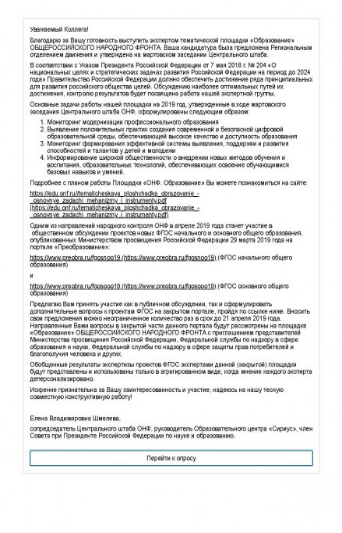 Уважаемый Коллега!
Благодарю за Вашу готовность выступить экспертом тематической площадки «Образование»
ОБЩЕРОССИЙСКОГО НАРОДНОГО ФРОНТА. Ваша кандидатура была предложена Региональным
отделением движения и утверждена на мартовском заседании Центрального штаба.
В соответствии с Указом Президента Российской Федерации от 7 мая 2018 г. № 204 «О
национальных целях и стратегических задачах развития Российской Федерации на период до 2024
года» Правительство Российской Федерации должно обеспечить достижение ряда принципиальных
для развития российского общества целей. Обсуждению наиболее оптимальных путей их
достижения, контролю результатов будет посвящена работа нашей экспертной группы.
Основные задачи работы нашей площадки на 2019 год, утвержденные в ходе мартовского
заседания Центрального штаба ОНФ, сформулированы следующим образом:
1. Мониторинг модернизации профессионального образования
2. Выявление положительных практик создания современной и безопасной цифровой
образовательной среды, обеспечивающей высокое качество и доступность образования
3. Мониторинг формирования эффективной системы выявления, поддержки и развития
способностей и талантов у детей и молодежи
4. Информирование широкой общественности о внедрении новых методов обучения и
воспитания, образовательных технологий, обеспечивающих освоение обучающимися
базовых навыков и умений.
Подробнее с планом работы Площадки «ОНФ. Образование» Вы можете ознакомиться на сайте:
https://edu.onf.ru/tematicheskaya_ploshchadka_obrazovanie_-
_osnovnye_zadachi_mehanizmy_i_instrumenty.pdf
(https://edu.onf.ru/tematicheskaya_ploshchadka_obrazovanie_-
_osnovnye_zadachi_mehanizmy_i_instrumenty.pdf)
Одним из направлений народного контроля ОНФ в апреле 2019 года станет участие в
общественном обсуждении проектов новых ФГОС начального и основного общего образования,
опубликованных Министерством просвещения Российской Федерации 29 марта 2019 года на
портале «Преображение»:
https://www.preobra.ru/fgosnoo19 (https://www.preobra.ru/fgosnoo19) (ФГОС начального общего
образования)
и
https://www.preobra.ru/fgosooo19 (https://www.preobra.ru/fgosooo19) (ФГОС основного общего
образования).
Предлагаю Вам принять участие как в публичном обсуждении, так и сформулировать
дополнительные вопросы к проектам ФГОС на закрытом портале, пройдя по ссылке ниже. Вносить
свои предложения можно неограниченное количество раз в срок до 21 апреля 2019 года.
Направленные Вами вопросы в закрытой части данного портала будут рассмотрены на площадке
«Образование» ОБЩЕРОССИЙСКОГО НАРОДНОГО ФРОНТА с приглашением представителей
Министерства просвещения Российской Федерации, Федеральной службы по надзору в сфере
образования и науки, Федеральной службы по надзору в сфере защиты прав потребителей и
благополучия человека и других.
Обобщенные результаты экспертизы проектов ФГОС экспертами данной (закрытой) площадки
будут представлены и использованы только в агрегированном виде, когда мнение каждого эксперта
деперсонализировано.
Искренне признательна за Вашу заинтересованность и участие, надеюсь на нашу тесную
совместную конструктивную работу!
Елена Владимировна Шмелева,
сопредседатель Центрального штаба ОНФ, руководитель Образовательного центра «Сириус», член
Совета при Президенте Российской Федерации по науке и образованию.
Перейти к опросу